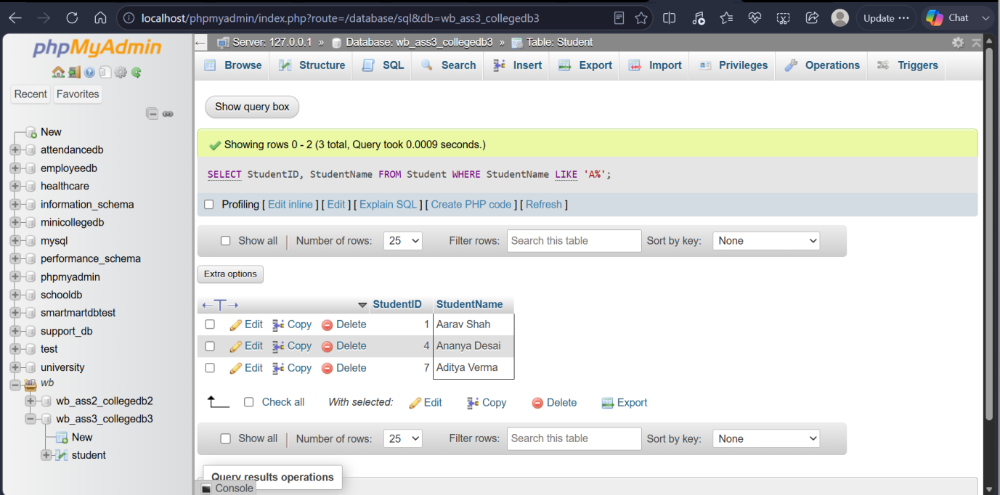 localhost/phpmyadmin/index.php?route=/database/sql&db=wb_ass3_collegedb3
Update
Chat
phpMyAdmin
Recent
Favorites
New
attendancedb
employeedb
healthcare
information_schema
minicollegedb
mysql
performance_schema
phpmyadmin
schooldb
smartmartdbtest
support_db
test
university
wb
wb_ass2_collegedb2
wb_ass3_collegedb3
New
student
Server: 127.0.0.1 » Database: wb_ass3_collegedb3 » Table: Student
Browse Structure SQL Search Insert Export Import Privileges Operations Triggers
Show query box
Showing rows 0 - 2 (3 total, Query took 0.0009 seconds.)
SELECT StudentID, StudentName FROM Student WHERE StudentName LIKE 'A%';
Profiling [ Edit inline ] [ Edit ] [ Explain SQL ] [ Create PHP code ] [ Refresh ]
Show all | Number of rows: 25 Filter rows: Search this table Sort by key: None
Extra options
←T→ StudentID StudentName
Edit Copy Delete 1 Aarav Shah
Edit Copy Delete 4 Ananya Desai
Edit Copy Delete 7 Aditya Verma
Check all With selected: Edit Copy Delete Export
Show all | Number of rows: 25 Filter rows: Search this table Sort by key: None
Query results operations
Console